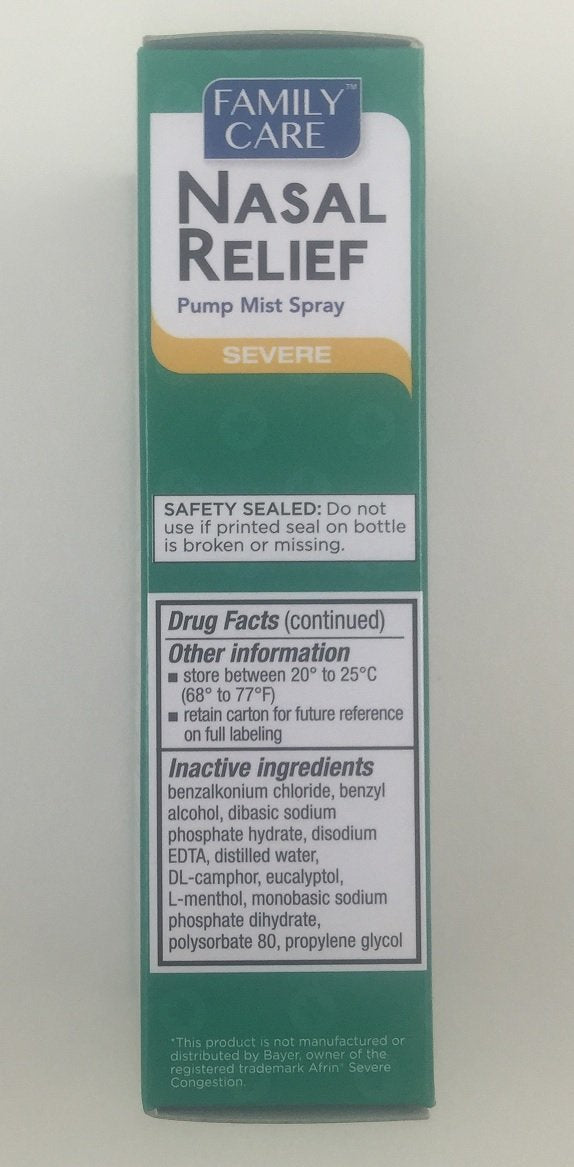 FAMILY™
CARE
NASAL
RELIEF
Pump Mist Spray
SEVERE
SAFETY SEALED: Do not
use if printed seal on bottle
is broken or missing.
Drug Facts (continued)
Other information
■ store between 20° to 25°C
(68° to 77°F)
■ retain carton for future reference
on full labeling
Inactive ingredients
benzalkonium chloride, benzyl
alcohol, dibasic sodium
phosphate hydrate, disodium
EDTA, distilled water,
DL-camphor, eucalyptol,
L-menthol, monobasic sodium
phosphate dihydrate,
polysorbate 80, propylene glycol
*This product is not manufactured or
distributed by Bayer, owner of the
registered trademark Afrin® Severe
Congestion.